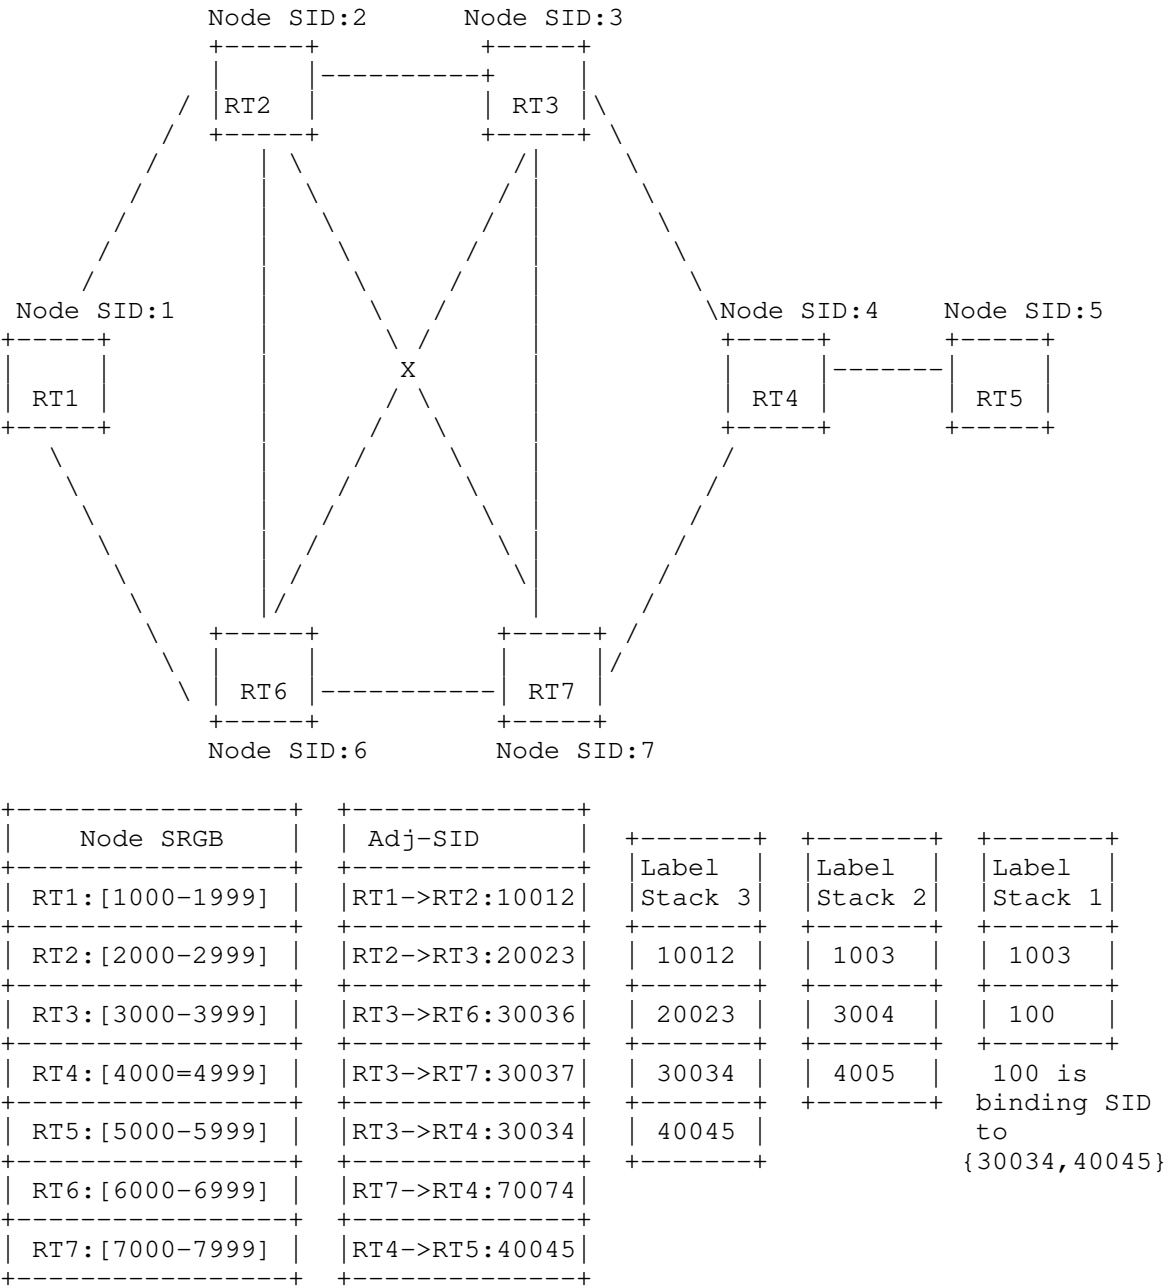 Node SID:2 Node SID:3
RT2 RT3
Node SID:1 Node SID:4 Node SID:5
X
RT1 RT4 RT5
RT6 RT7
Node SID:6 Node SID:7
Node SRGB Adj-SID
Label Label Label
RT1:[1000-1999] RT1->RT2:10012 Stack 3 Stack 2 Stack 1
RT2:[2000-2999] RT2->RT3:20023 10012 1003 1003
RT3:[3000-3999] RT3->RT6:30036 20023 3004 100
RT4:[4000=4999] RT3->RT7:30037 30034 4005 100 is
binding SID
RT5:[5000-5999] RT3->RT4:30034 40045 to
{30034,40045}
RT6:[6000-6999] RT7->RT4:70074
RT7:[7000-7999] RT4->RT5:40045